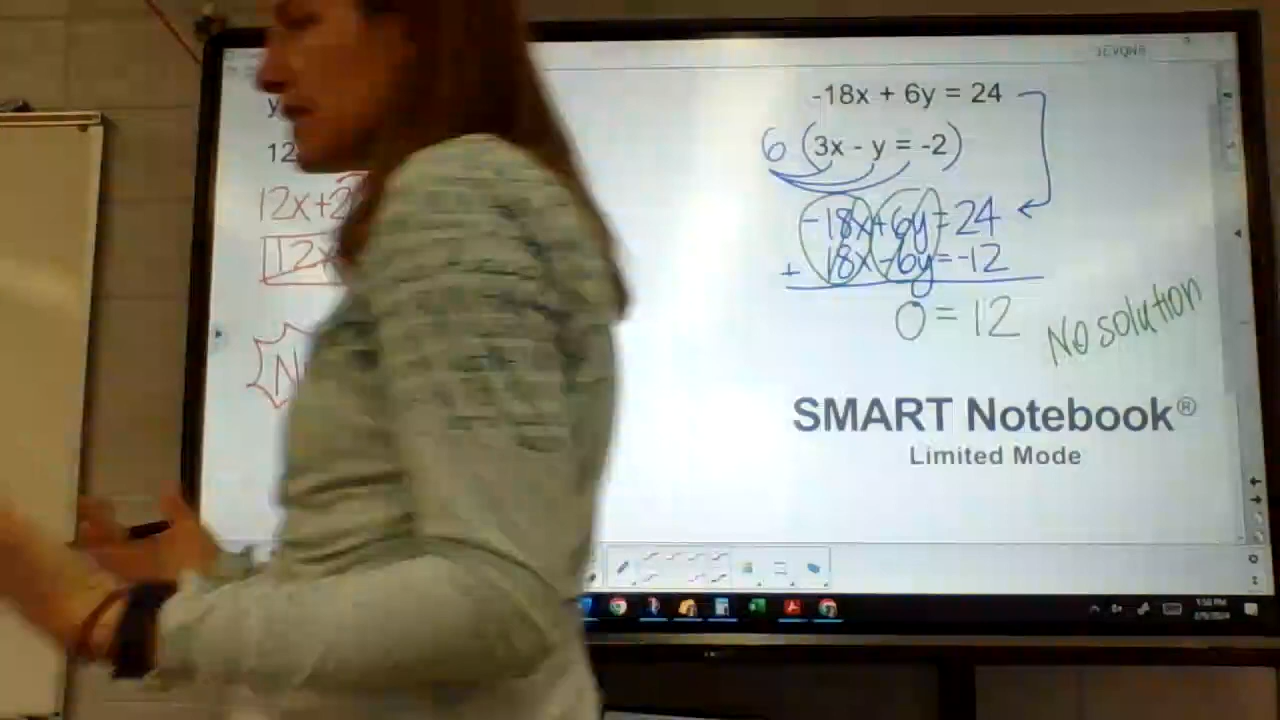 y
12
12x+2
12x
N
-18x + 6y = 24
6 (3x - y = -2)
-18x+6y=24
+ 18x-6y=-12
0=12
No solution
SMART Notebook®
Limited Mode